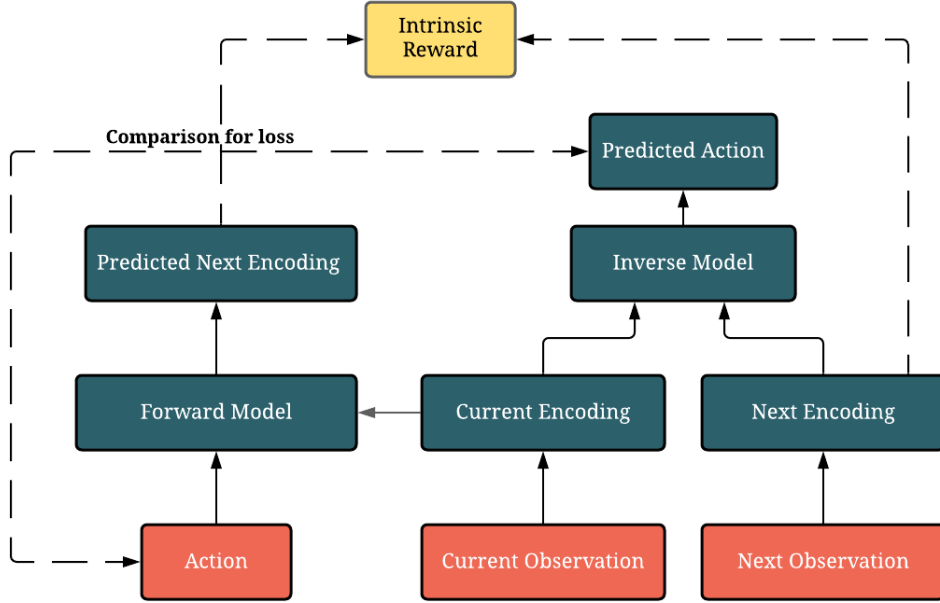 Intrinsic
Reward
Comparison for loss
Predicted Action
Predicted Next Encoding
Inverse Model
Forward Model
Current Encoding
Next Encoding
Action
Current Observation
Next Observation